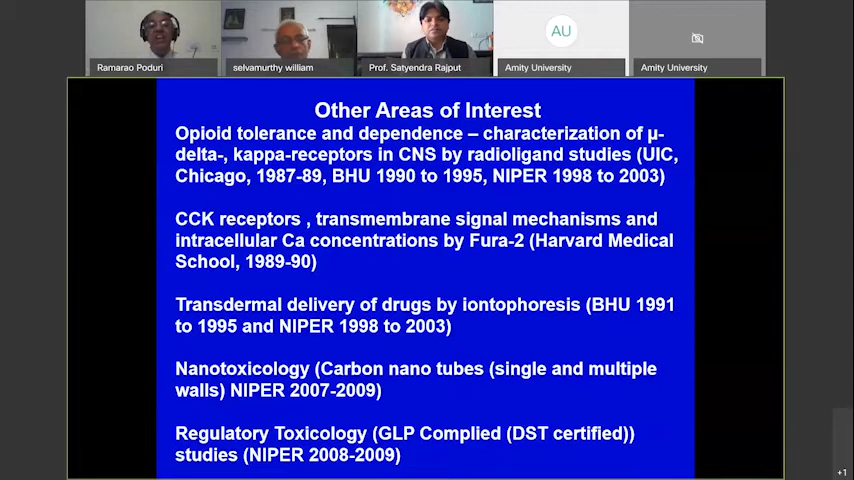 AU
Ramarao Poduri
selvamurthy william
Prof. Satyendra Rajput
Amity University
Amity University
Other Areas of Interest
Opioid tolerance and dependence – characterization of μ-
delta-, kappa-receptors in CNS by radioligand studies (UIC,
Chicago, 1987-89, BHU 1990 to 1995, NIPER 1998 to 2003)
CCK receptors , transmembrane signal mechanisms and
intracellular Ca concentrations by Fura-2 (Harvard Medical
School, 1989-90)
Transdermal delivery of drugs by iontophoresis (BHU 1991
to 1995 and NIPER 1998 to 2003)
Nanotoxicology (Carbon nano tubes (single and multiple
walls) NIPER 2007-2009)
Regulatory Toxicology (GLP Complied (DST certified))
studies (NIPER 2008-2009)
+1